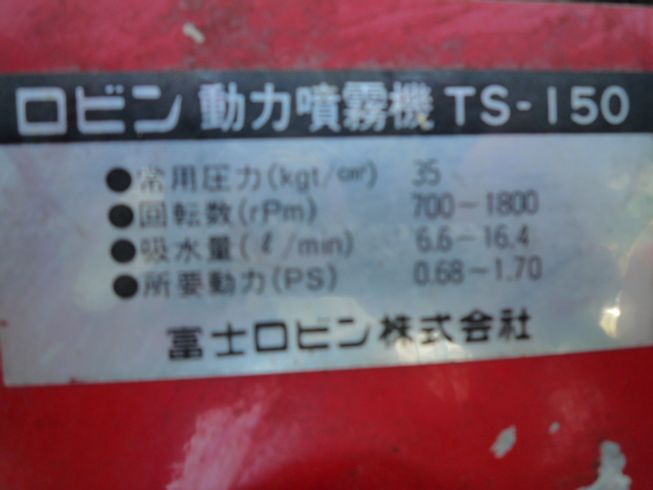 ロビン 動力噴霧機 TS-150
●常用圧力(kgf/cm²) 35
●回転数(rPm) 700~1800
●吸水量(ℓ/min) 6.6~16.4
●所要動力(PS) 0.68~1.70
富士ロビン株式会社